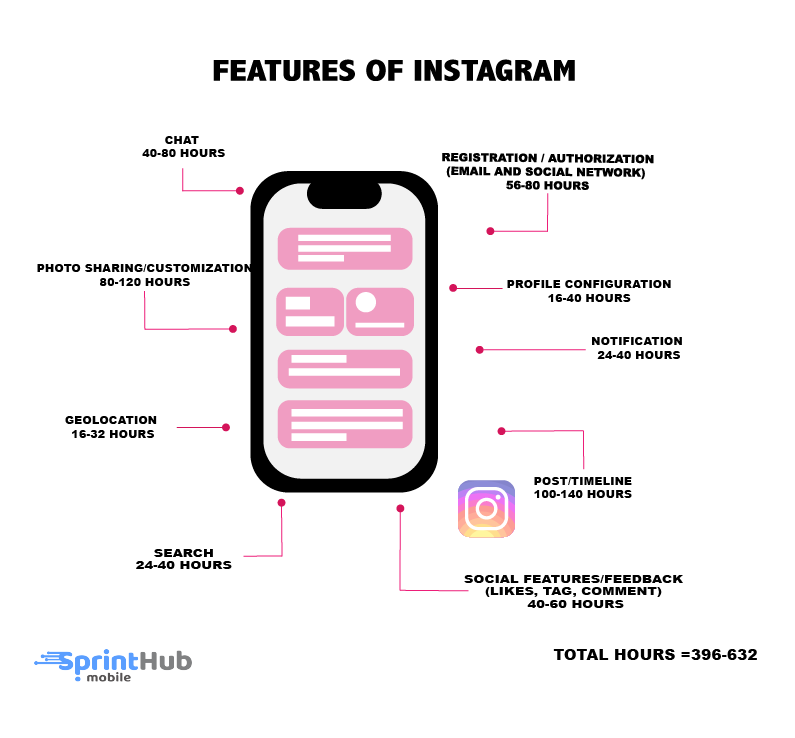 FEATURES OF INSTAGRAM
CHAT
40-80 HOURS
REGISTRATION / AUTHORIZATION
(EMAIL AND SOCIAL NETWORK)
56-80 HOURS
PHOTO SHARING/CUSTOMIZATION
80-120 HOURS
PROFILE CONFIGURATION
16-40 HOURS
NOTIFICATION
24-40 HOURS
GEOLOCATION
16-32 HOURS
POST/TIMELINE
100-140 HOURS
SEARCH
24-40 HOURS
SOCIAL FEATURES/FEEDBACK
(LIKES, TAG, COMMENT)
40-60 HOURS
SprintHub
mobile
TOTAL HOURS =396-632